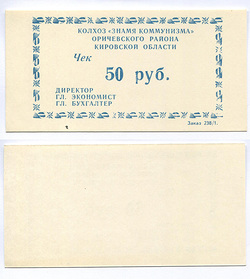 КОЛХОЗ «ЗНАМЯ КОММУНИЗМА»
ОРИЧЕВСКОГО РАЙОНА
КИРОВСКОЙ ОБЛАСТИ
Чек
50 руб.
ДИРЕКТОР
ГЛ. ЭКОНОМИСТ
ГЛ. БУХГАЛТЕР
Заказ 238/1.